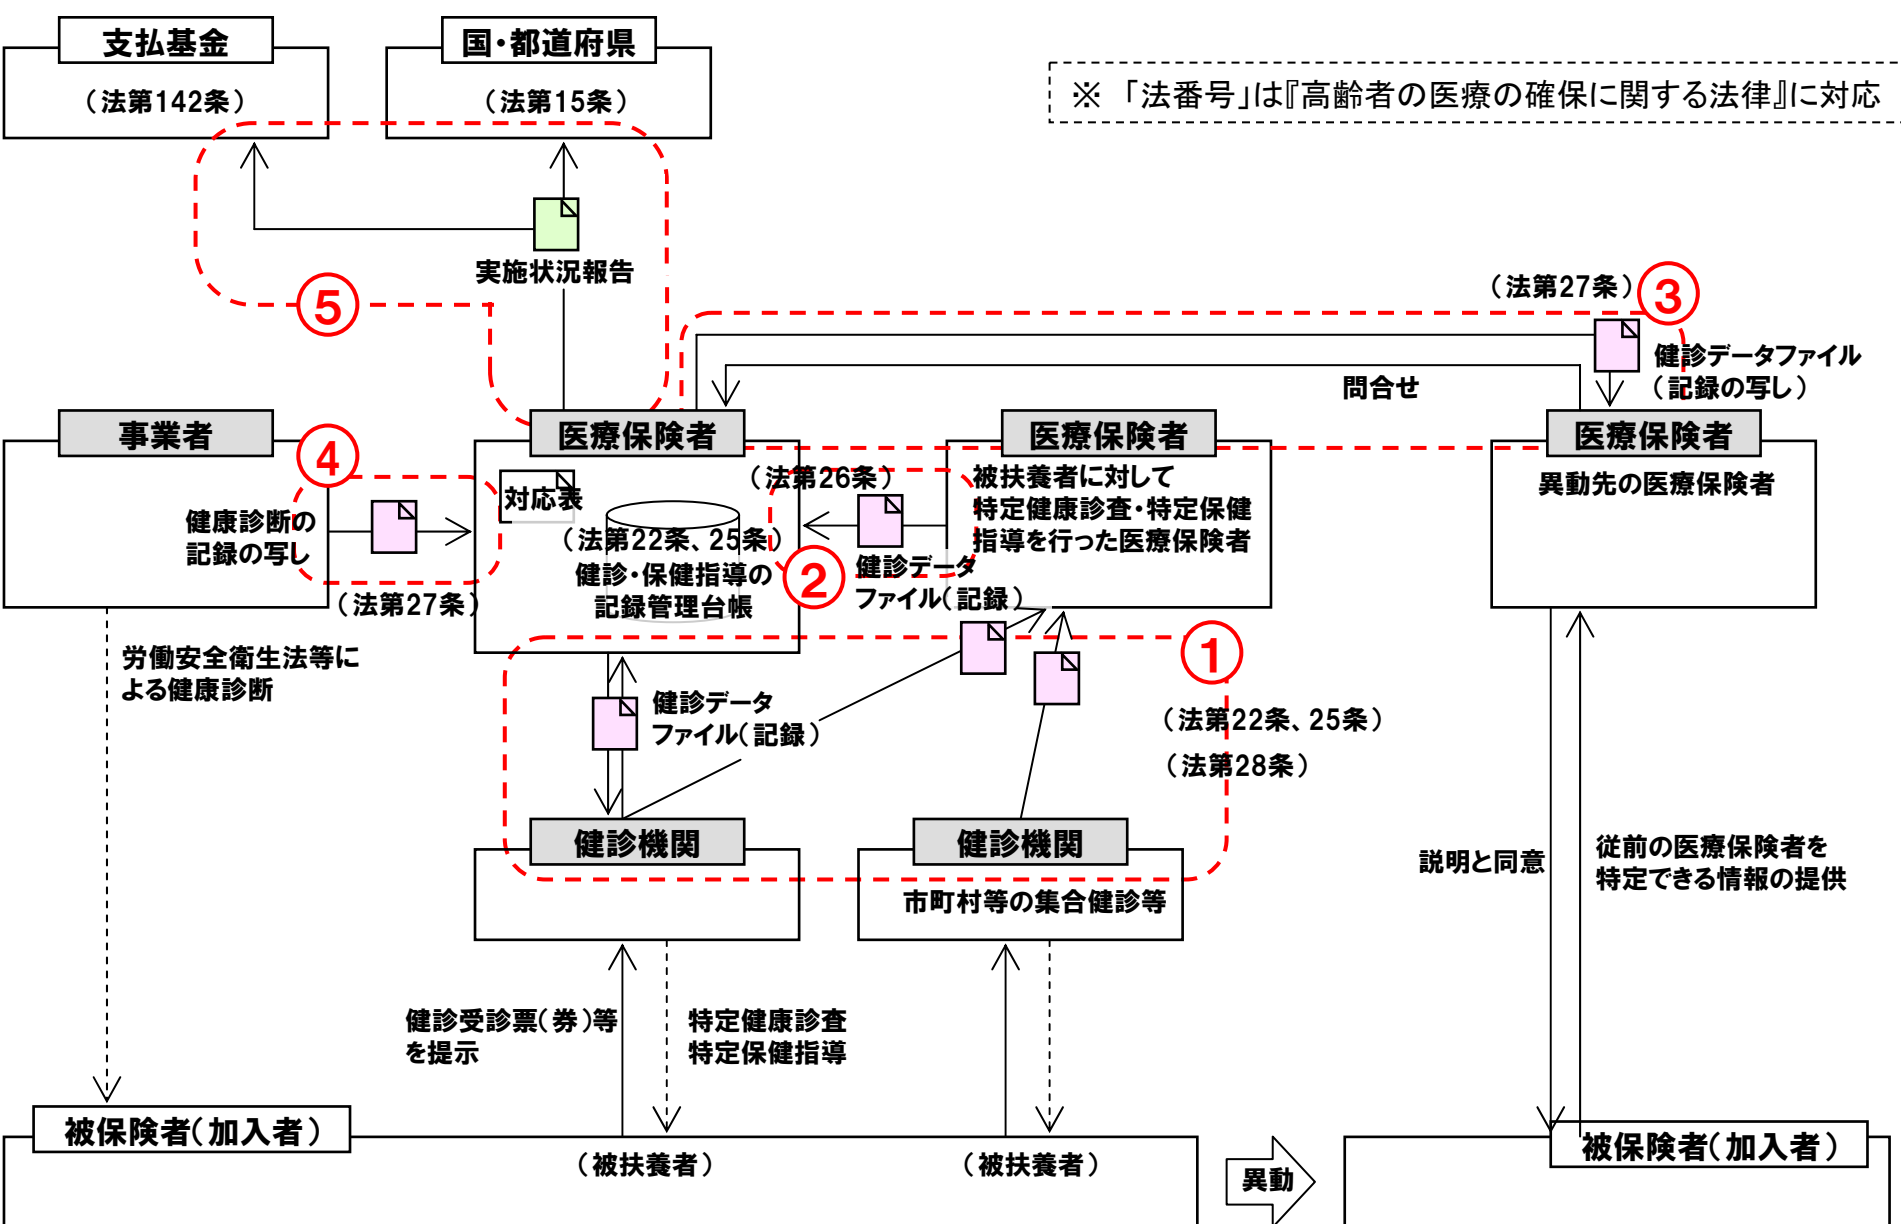 支払基金
（法第142条）
国・都道府県
（法第15条）
※ 「法番号」は『高齢者の医療の確保に関する法律』に対応
実施状況報告
⑤
（法第27条）
③
健診データファイル
（記録の写し）
問合せ
事業者
④
健康診断の
記録の写し
（法第27条）
労働安全衛生法等に
よる健康診断
医療保険者
対応表
（法第22条、25条）
健診・保健指導の
記録管理台帳
（法第26条）
②
健診データ
ファイル（記録）
医療保険者
被扶養者に対して
特定健康診査・特定保健
指導を行った医療保険者
医療保険者
異動先の医療保険者
①
（法第22条、25条）
（法第28条）
健診データ
ファイル（記録）
健診機関
健診機関
市町村等の集合健診等
説明と同意
従前の医療保険者を
特定できる情報の提供
健診受診票（券）等
を提示
特定健康診査
特定保健指導
被保険者（加入者）
（被扶養者）
（被扶養者）
異動
被保険者（加入者）